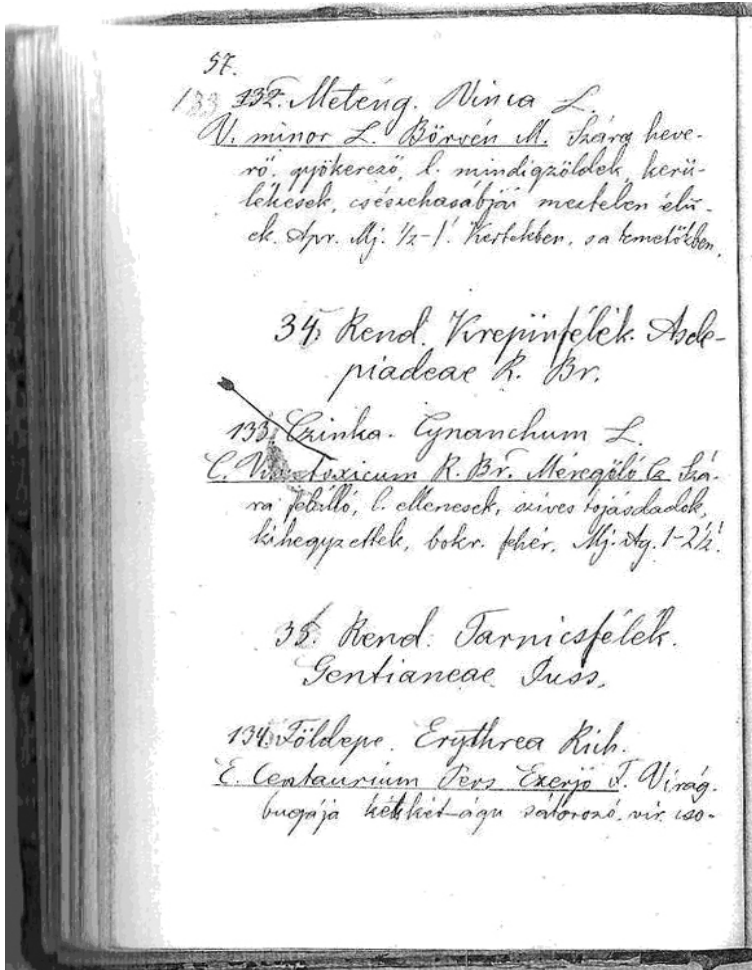 57.
133 132. Meténg. Vinca L.
V. minor L. Börvén M. Szára heve-
rő. gyökerező, l. mindigzöldek, kerü-
lékesek, csészehasábjai meztelen élü-
ek. Apr. Mj. ½-1'. Kertekben, s a temetőkben.
34. Rend. Krepinfélék. Ascle-
piadeae R. Br.
133. Czinka. Cynanchum L.
C. Vincetoxicum R. Br. Méregölő Cz. Szá-
ra felálló, l. ellenesek, szives tojásdadok,
kihegyzettek, bokr. fehér, Mj. Ag. 1-2½'.
35. Rend. Tarnicsfélék.
Gentianeae Juss.
134. Földepe. Erythrea Rich.
E. Centaurium Pers Ezerjó F. Virág.
bugája két-águ sátorozó. vir. cso-